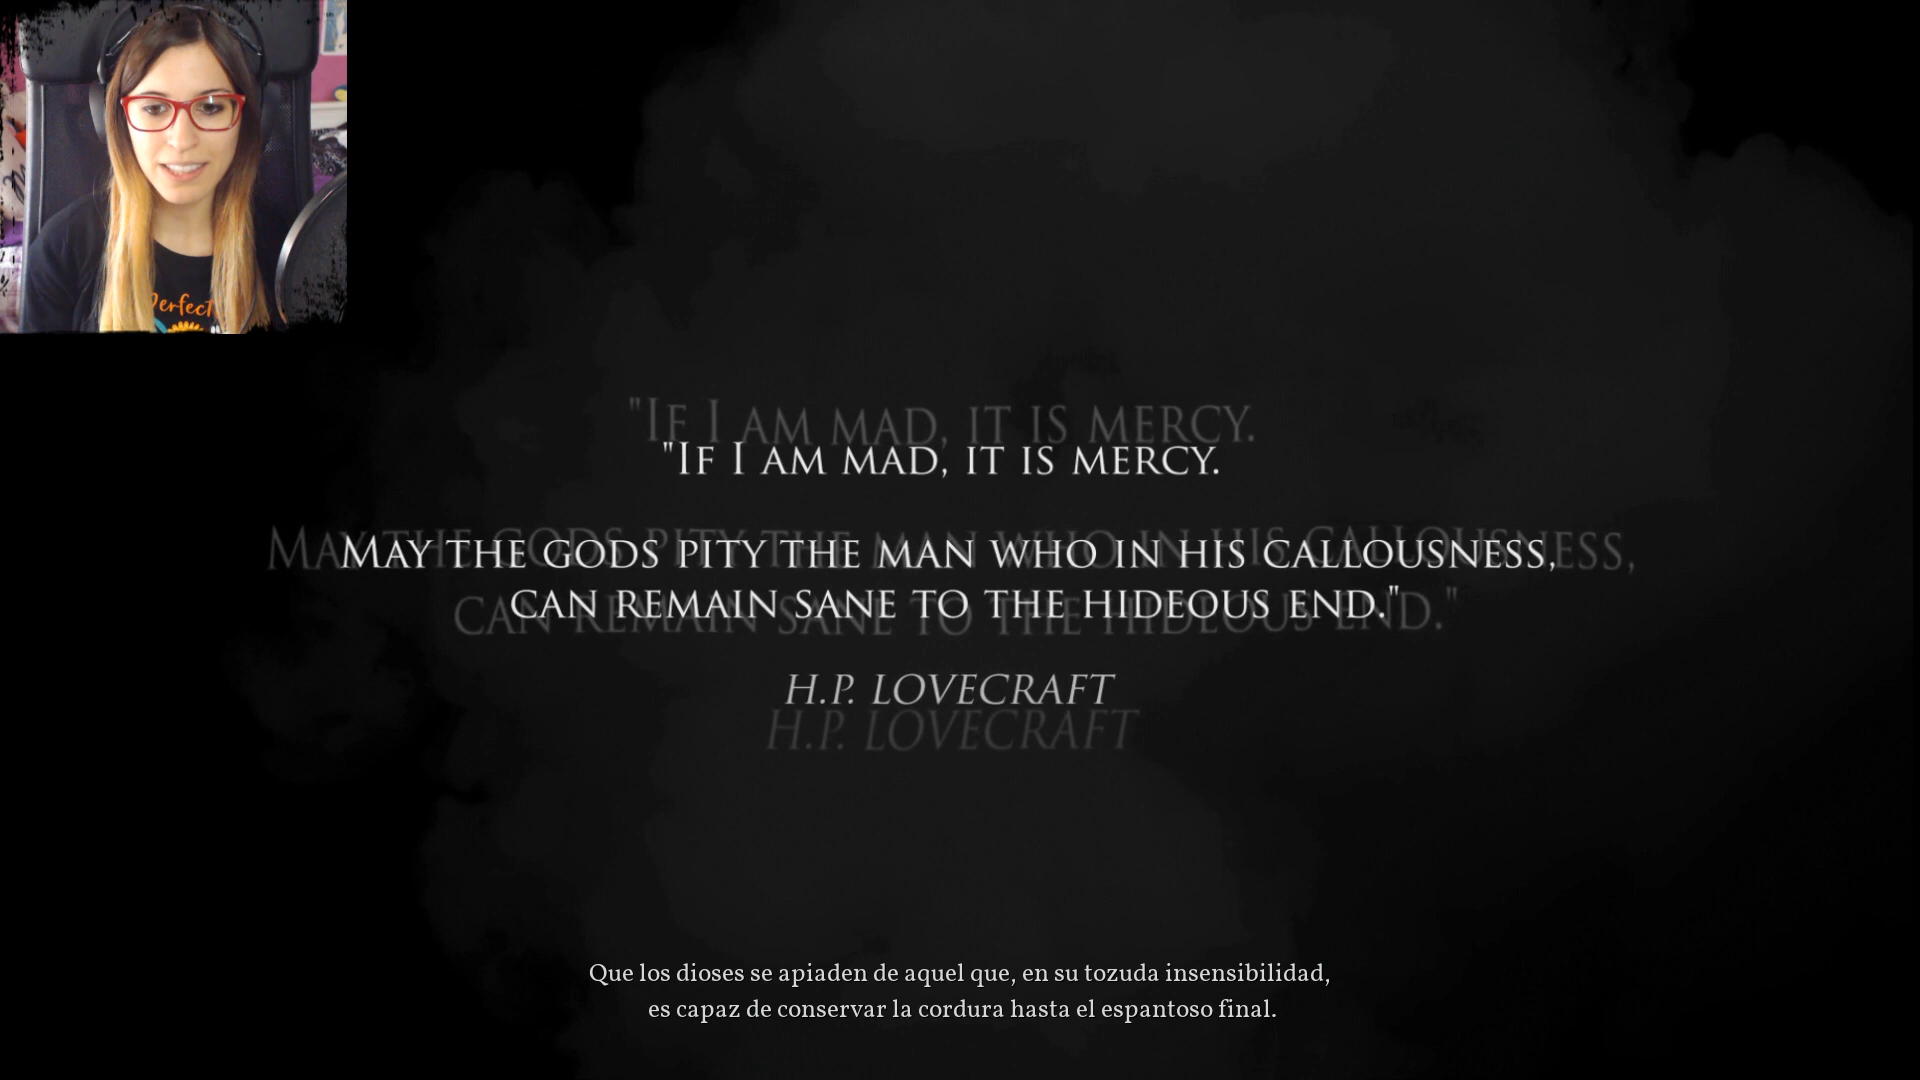 Perfect
"If I am mad, it is mercy.
May the gods pity the man who in his callousness,
can remain sane to the hideous end."
H.P. Lovecraft
Que los dioses se apiaden de aquel que, en su tozuda insensibilidad,
es capaz de conservar la cordura hasta el espantoso final.